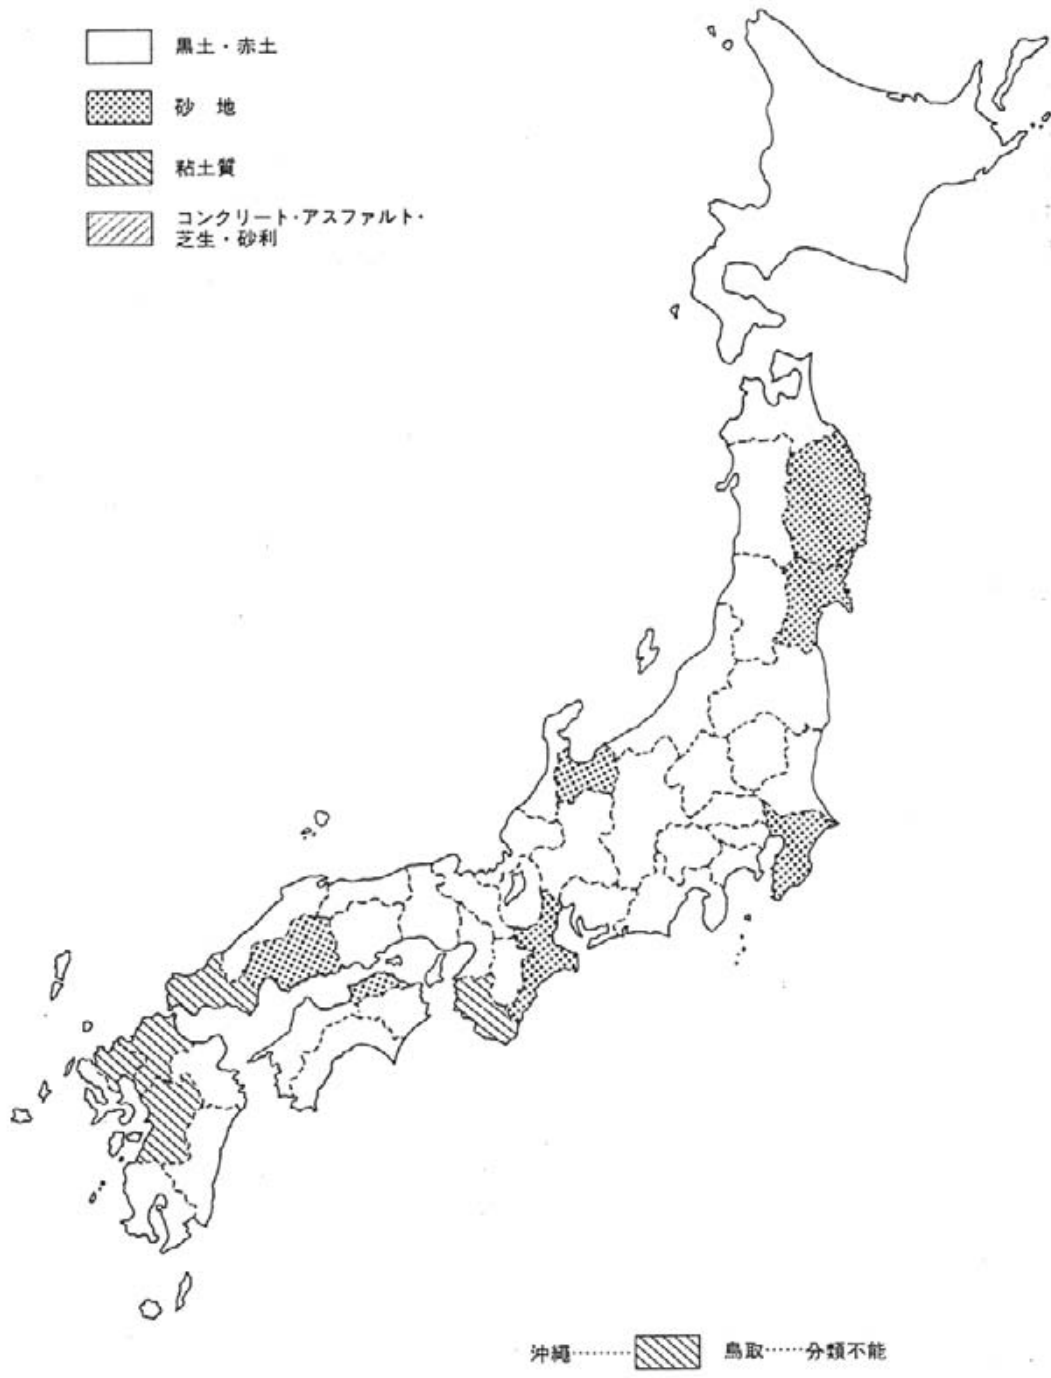 黒土・赤土
砂 地
粘土質
コンクリート・アスファルト・
芝生・砂利
沖繩………
鳥取……分類不能